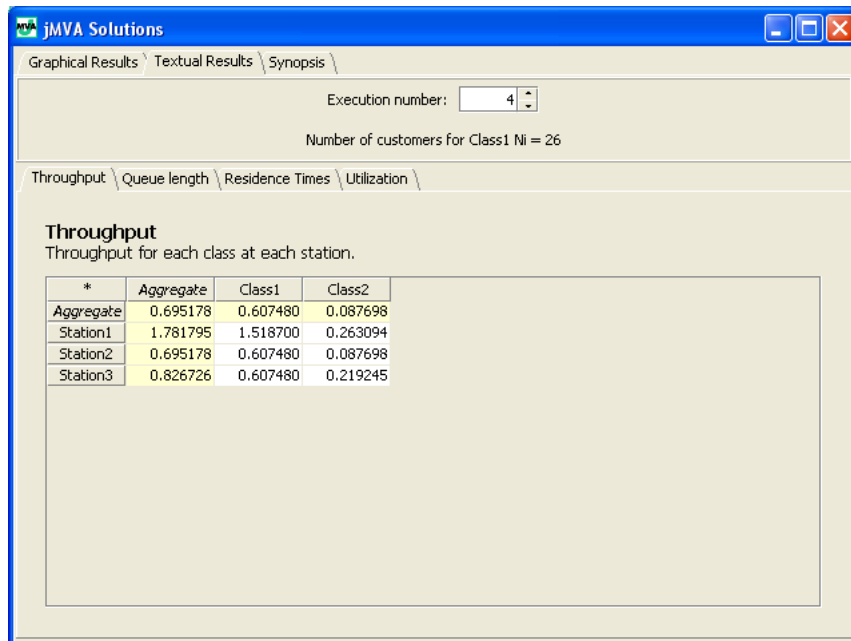 MVA jMVA Solutions
Graphical Results Textual Results Synopsis
Execution number: 4
Number of customers for Class1 Ni = 26
Throughput Queue length Residence Times Utilization
Throughput
Throughput for each class at each station.
* Aggregate Class1 Class2
Aggregate 0.695178 0.607480 0.087698
Station1 1.781795 1.518700 0.263094
Station2 0.695178 0.607480 0.087698
Station3 0.826726 0.607480 0.219245